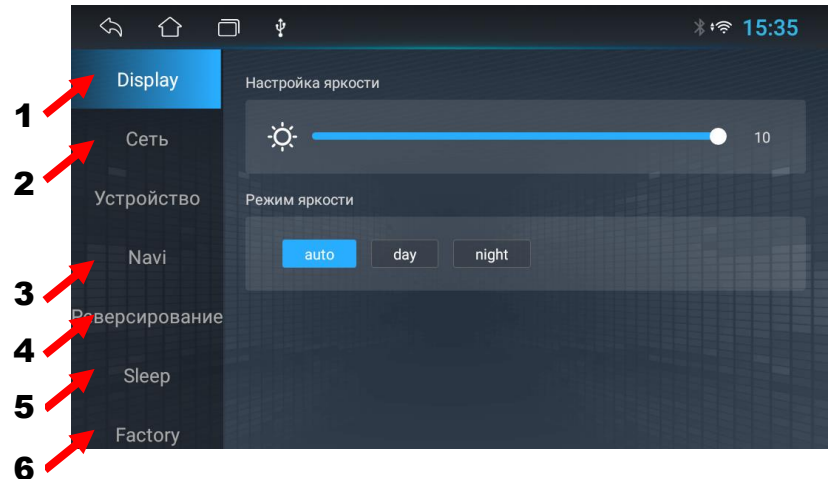 15:35
1
Display
Настройка яркости
10
2
Сеть
Устройство
Режим яркости
auto day night
3
Navi
4
Реверсирование
5
Sleep
6
Factory